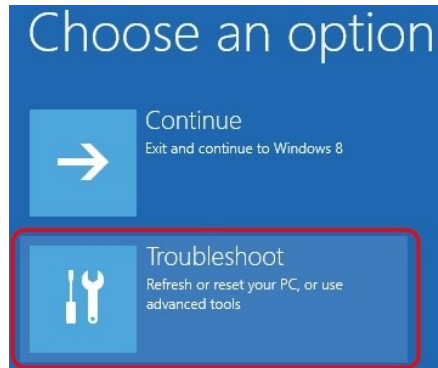 Choose an option
Continue
Exit and continue to Windows 8
Troubleshoot
Refresh or reset your PC, or use
advanced tools